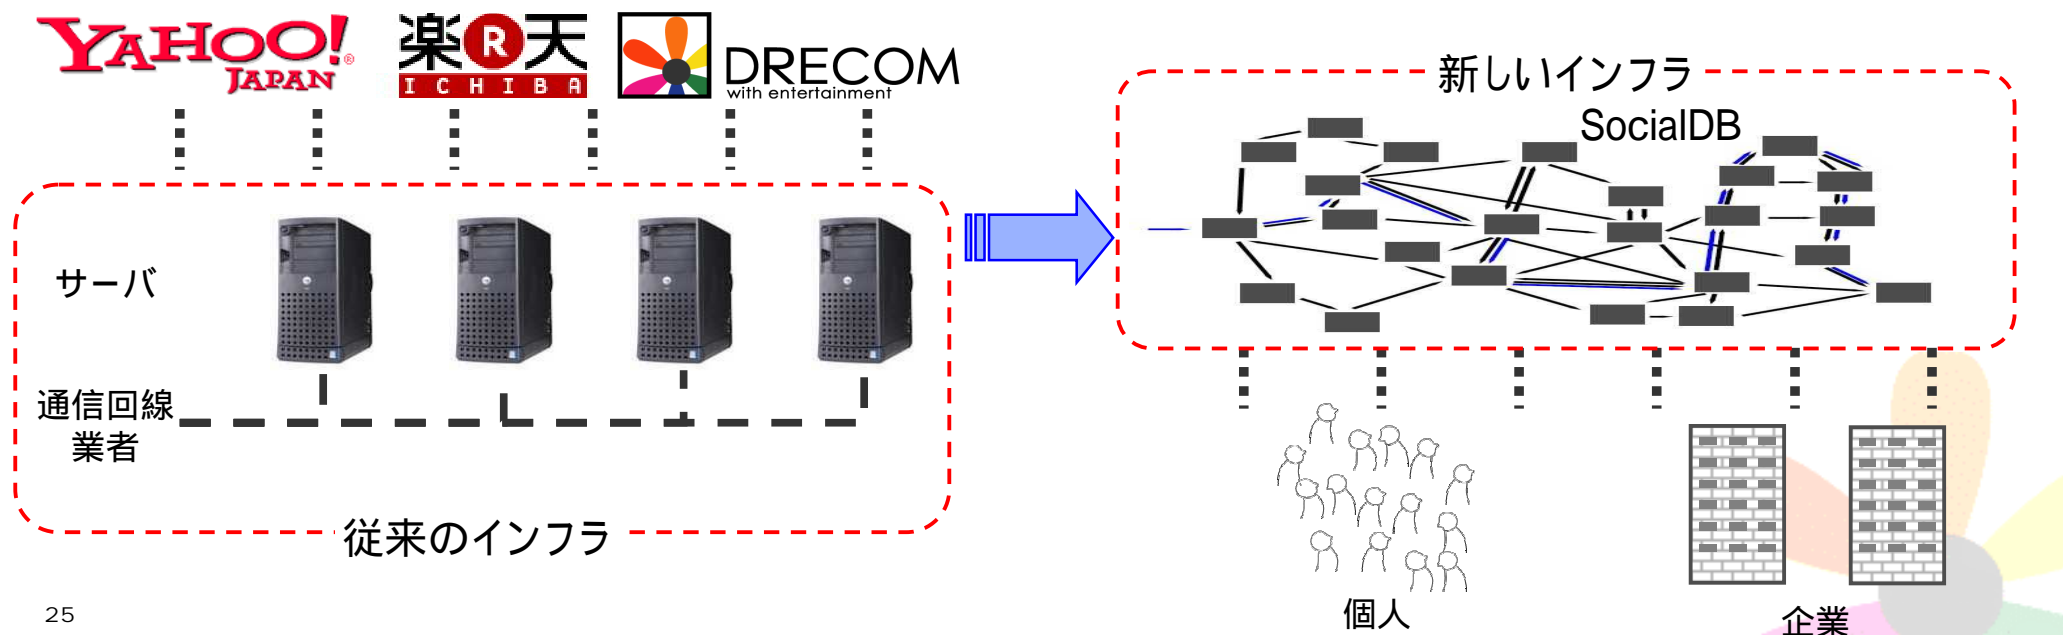 YAHOO!
JAPAN
楽R天
ICHIBA
DRECOM
with entertainment
サーバ
通信回線
業者
従来のインフラ
新しいインフラ
SocialDB
個人
企業
25